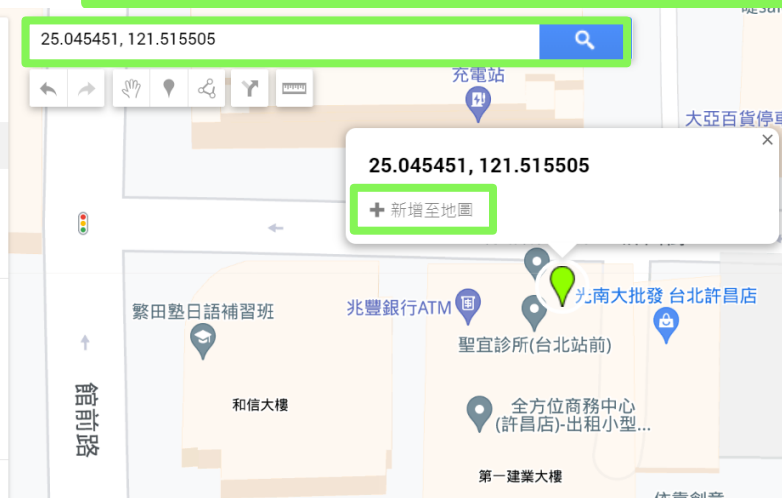 25.045451, 121.515505
充電站
大亞百貨停車
25.045451, 121.515505
新增至地圖
繁田塾日語補習班
兆豐銀行ATM
光南大批發 台北許昌店
聖宜診所(台北站前)
館前路
和信大樓
全方位商務中心
(許昌店)-出租小型...
第一建業大樓